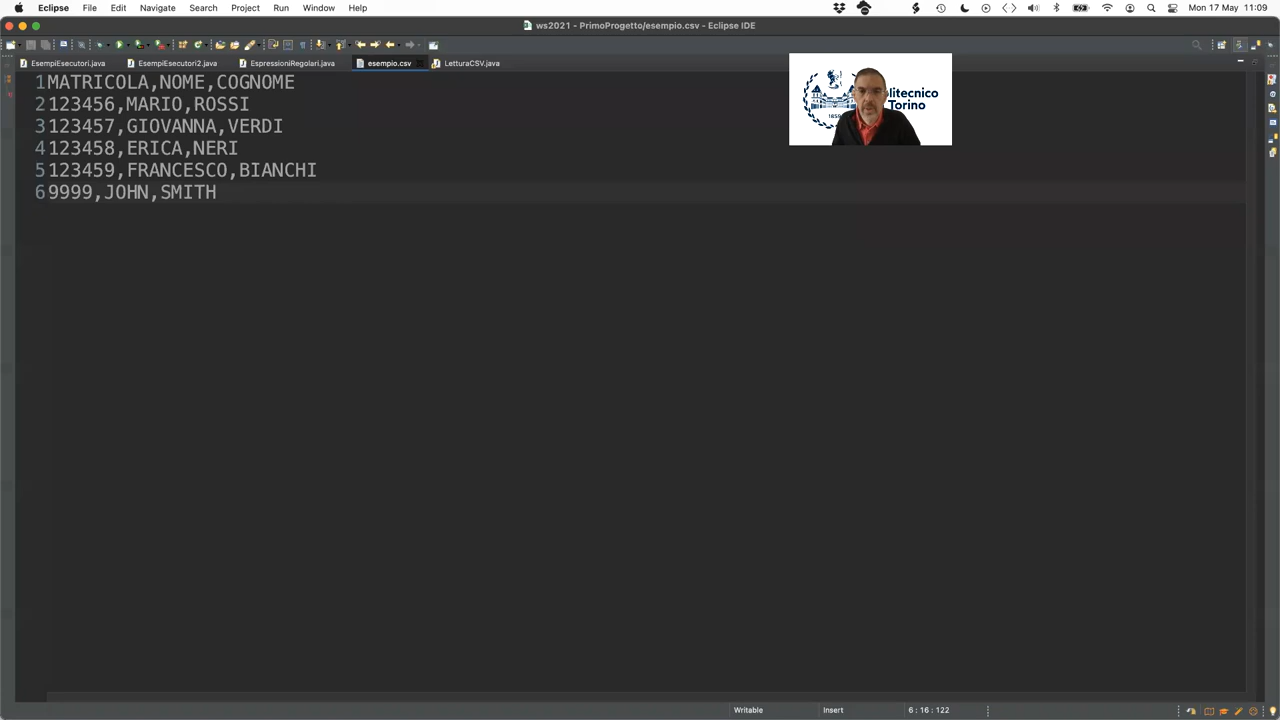 Eclipse File Edit Navigate Search Project Run Window Help Mon 17 May 11:09
ws2021 - PrimoProgetto/esempio.csv - Eclipse IDE
EsempiEsecutori.java EsempiEsecutori2.java EspressioniRegolari.java esempio.csv LetturaCSV.java
1MATRICOLA,NOME,COGNOME
2123456,MARIO,ROSSI
3123457,GIOVANNA,VERDI
4123458,ERICA,NERI
5123459,FRANCESCO,BIANCHI
69999,JOHN,SMITH
Torino
Writable Insert 6:16:122